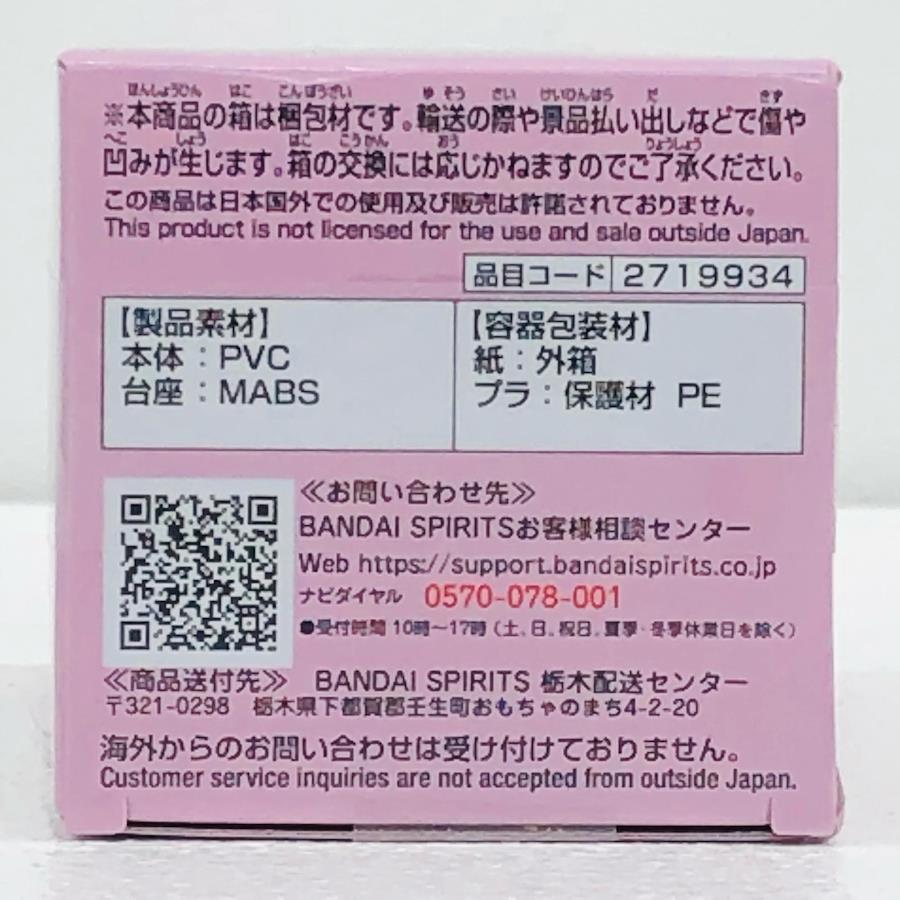 ※本商品の箱は梱包材です。輸送の際や景品払い出しなどで傷や
凹みが生じます。箱の交換には応じかねますのでご了承ください。
この商品は日本国外での使用及び販売は許諾されておりません。
This product is not licensed for the use and sale outside Japan.
品目コード 2719934
【製品素材】
本体：PVC
台座：MABS
【容器包装材】
紙：外箱
プラ：保護材 PE
≪お問い合わせ先≫
BANDAI SPIRITSお客様相談センター
Web https://support.bandaispirits.co.jp
ナビダイヤル 0570-078-001
●受付時間 10時～17時（土、日、祝日、夏季・冬季休業日を除く）
≪商品送付先≫ BANDAI SPIRITS 栃木配送センター
〒321-0298 栃木県下都賀郡壬生町おもちゃのまち4-2-20
海外からのお問い合わせは受け付けておりません。
Customer service inquiries are not accepted from outside Japan.